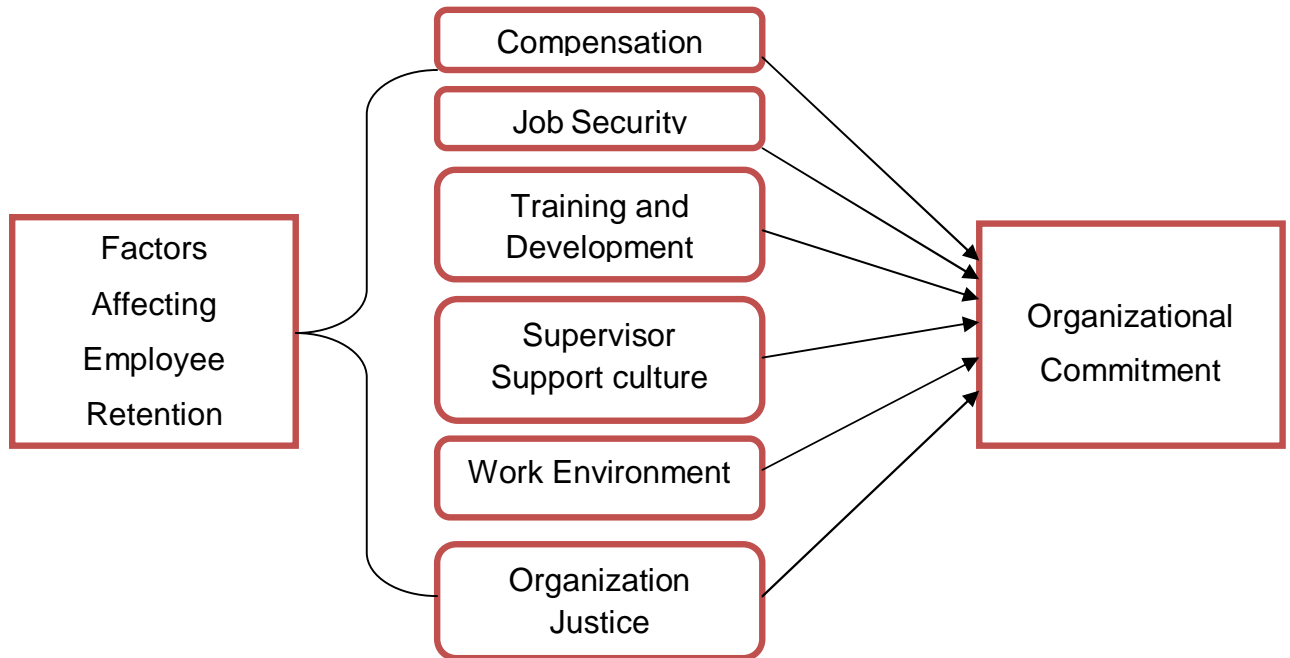 Compensation
Job Security
Training and
Development
Factors
Affecting
Employee
Retention
Supervisor
Support culture
Organizational
Commitment
Work Environment
Organization
Justice